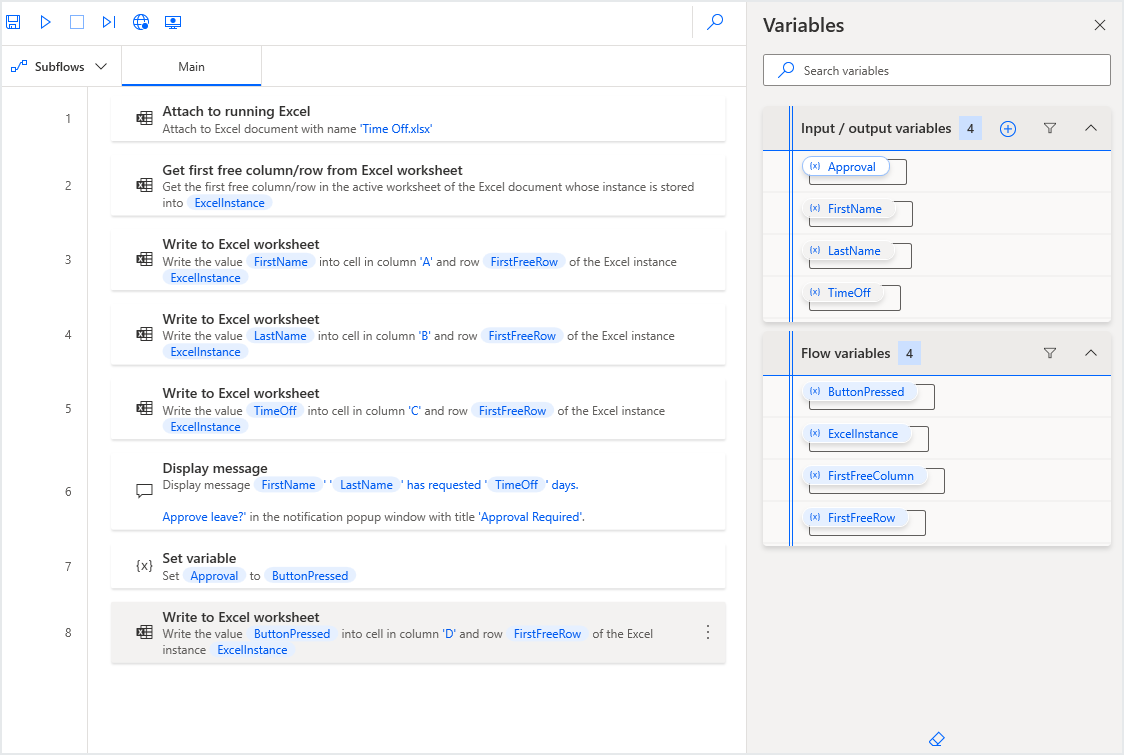 Subflows
Main
1
Attach to running Excel
Attach to Excel document with name 'Time Off.xlsx'
2
Get first free column/row from Excel worksheet
Get the first free column/row in the active worksheet of the Excel document whose instance is stored
into ExcelInstance
3
Write to Excel worksheet
Write the value FirstName into cell in column 'A' and row FirstFreeRow of the Excel instance
ExcelInstance
4
Write to Excel worksheet
Write the value LastName into cell in column 'B' and row FirstFreeRow of the Excel instance
ExcelInstance
5
Write to Excel worksheet
Write the value TimeOff into cell in column 'C' and row FirstFreeRow of the Excel instance
ExcelInstance
6
Display message
Display message FirstName ' ' LastName ' has requested ' TimeOff ' days.
Approve leave?' in the notification popup window with title 'Approval Required'.
7
{x} Set variable
Set Approval to ButtonPressed
8
Write to Excel worksheet
Write the value ButtonPressed into cell in column 'D' and row FirstFreeRow of the Excel
instance ExcelInstance
Variables
Search variables
Input / output variables 4
(x) Approval
(x) FirstName
(x) LastName
(x) TimeOff
Flow variables 4
(x) ButtonPressed
(x) ExcelInstance
(x) FirstFreeColumn
(x) FirstFreeRow